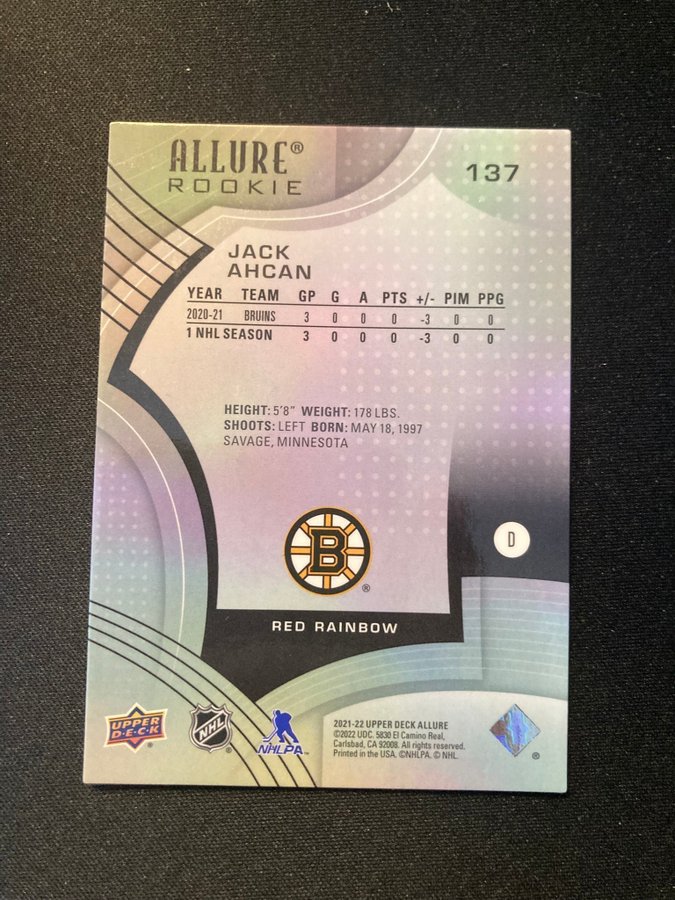 ALLURE®
ROOKIE
137
JACK
AHCAN
YEAR TEAM GP G A PTS +/- PIM PPG
2020-21 BRUINS 3 0 0 0 -3 0 0
1 NHL SEASON 3 0 0 0 -3 0 0
HEIGHT: 5'8" WEIGHT: 178 LBS.
SHOOTS: LEFT BORN: MAY 18, 1997
SAVAGE, MINNESOTA
B
®
D
RED RAINBOW
UPPER
DECK
®
NHL
®
NHLPA™
2021-22 UPPER DECK ALLURE
©2022 UDC. 5830 El Camino Real,
Carlsbad, CA 92008. All rights reserved.
Printed in the USA. ©NHLPA. © NHL.
®